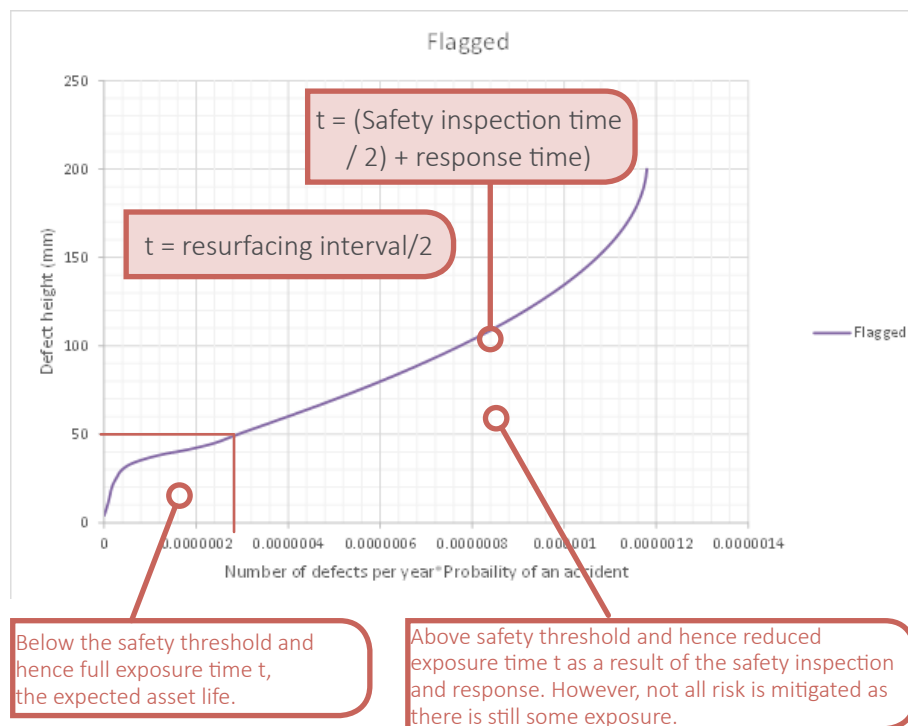 Flagged
250
t = (Safety inspection time
/ 2) + response time)
200
t = resurfacing interval/2
150
Defect height (mm)
100
Flagged
50
0
0
0.0000002
0.0000004
0.0000006
0.0000008
0.000001
0.0000012
0.0000014
Number of defects per year*Probaility of an accident
Below the safety threshold and
hence full exposure time t,
the expected asset life.
Above safety threshold and hence reduced
exposure time t as a result of the safety inspection
and response. However, not all risk is mitigated as
there is still some exposure.